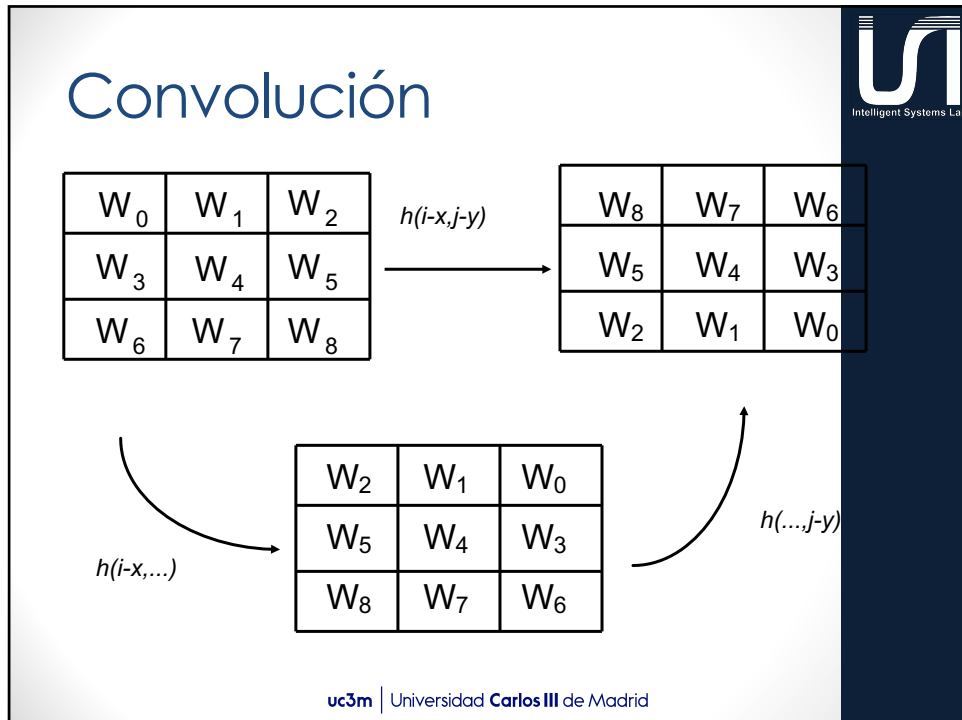 Convolución
Intelligent Systems La
W0 W1 W2
W3 W4 W5
W6 W7 W8
h(i-x,j-y)
W8 W7 W6
W5 W4 W3
W2 W1 W0
h(i-x,...)
W2 W1 W0
W5 W4 W3
W8 W7 W6
h(...,j-y)
uc3m | Universidad Carlos III de Madrid